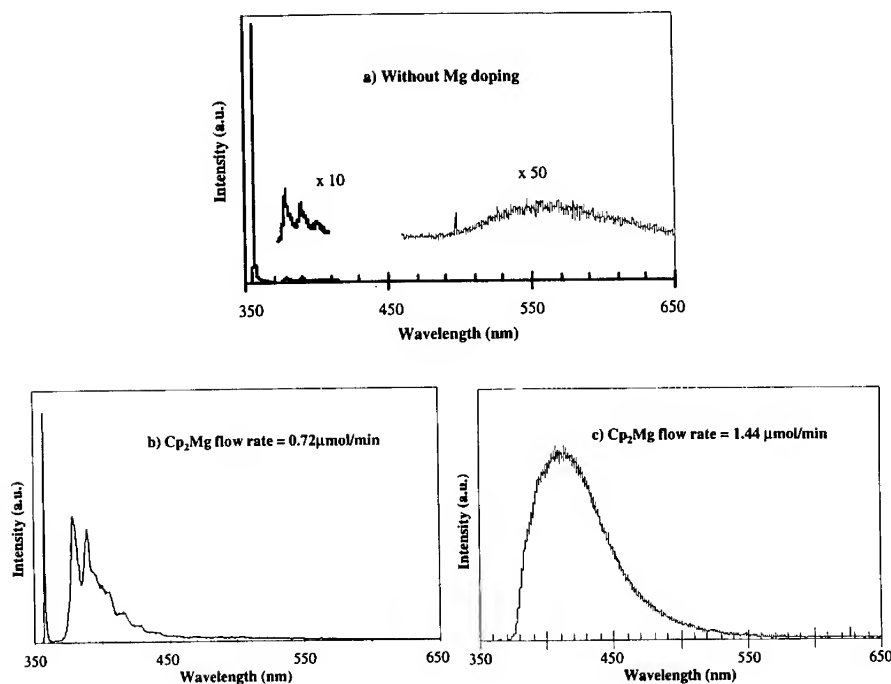 a) Without Mg doping
Intensity (a.u.)
x 10
x 50
350
450
550
650
Wavelength (nm)
b) Cp₂Mg flow rate = 0.72μmol/min
Intensity (a.u.)
350
450
550
650
Wavelength (nm)
c) Cp₂Mg flow rate = 1.44 μmol/min
Intensity (a.u.)
350
450
550
650
Wavelength (nm)